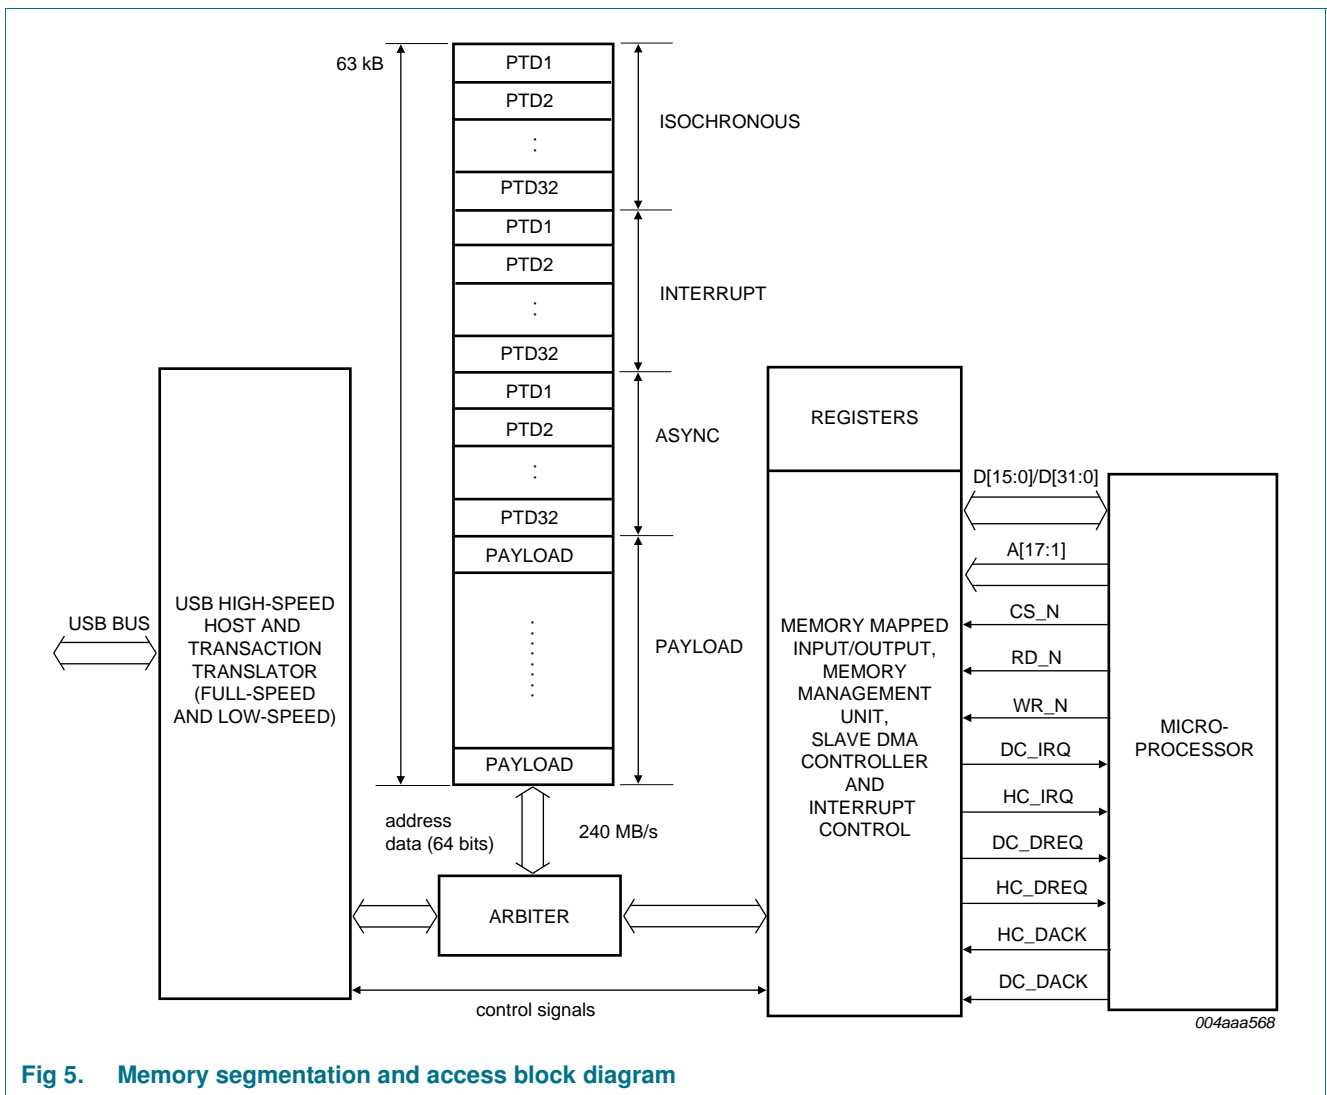 63 kB
PTD1
PTD2
:
PTD32
ISOCHRONOUS
PTD1
PTD2
:
PTD32
INTERRUPT
PTD1
PTD2
:
PTD32
ASYNC
PAYLOAD
PAYLOAD
PAYLOAD
USB BUS
USB HIGH-SPEED
HOST AND
TRANSACTION
TRANSLATOR
(FULL-SPEED
AND LOW-SPEED)
address
data (64 bits)
240 MB/s
ARBITER
control signals
REGISTERS
MEMORY MAPPED
INPUT/OUTPUT,
MEMORY
MANAGEMENT
UNIT,
SLAVE DMA
CONTROLLER
AND
INTERRUPT
CONTROL
D[15:0]/D[31:0]
A[17:1]
CS_N
RD_N
WR_N
DC_IRQ
HC_IRQ
DC_DREQ
HC_DREQ
HC_DACK
DC_DACK
MICRO-
PROCESSOR
004aaa568
Fig 5. Memory segmentation and access block diagram